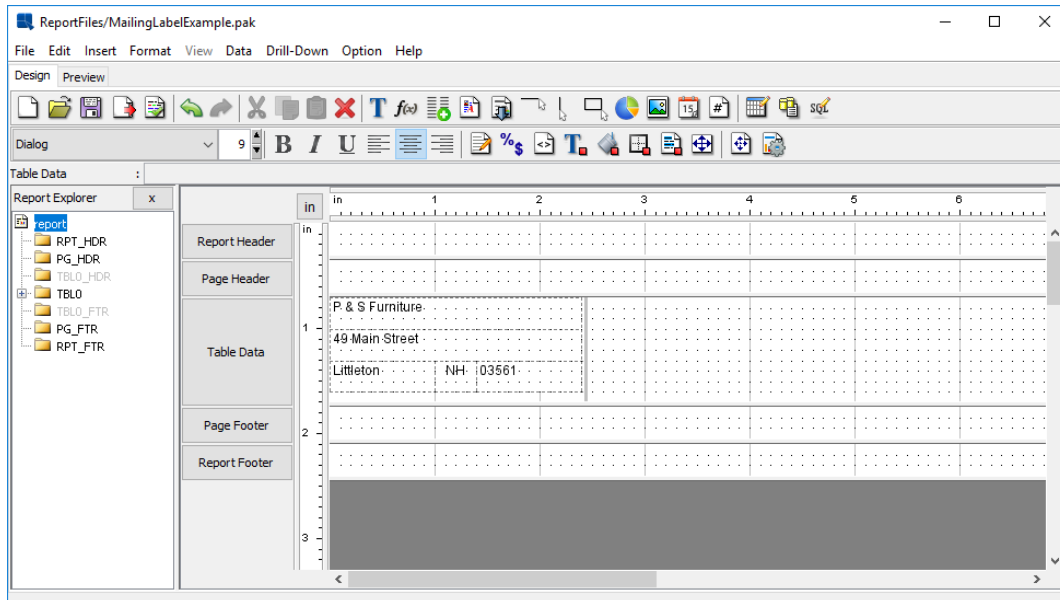 ReportFiles/MailingLabelExample.pak
File Edit Insert Format View Data Drill-Down Option Help
Design Preview
T f(x) 15 # SQL
Dialog 9 B I U %$ <> T
Table Data :
Report Explorer x
report
RPT_HDR
PG_HDR
TBL0_HDR
TBL0
TBL0_FTR
PG_FTR
RPT_FTR
in
in 1 2 3 4 5 6
in
1
2
3
Report Header
Page Header
Table Data
Page Footer
Report Footer
P & S Furniture
49 Main Street
Littleton NH 03561